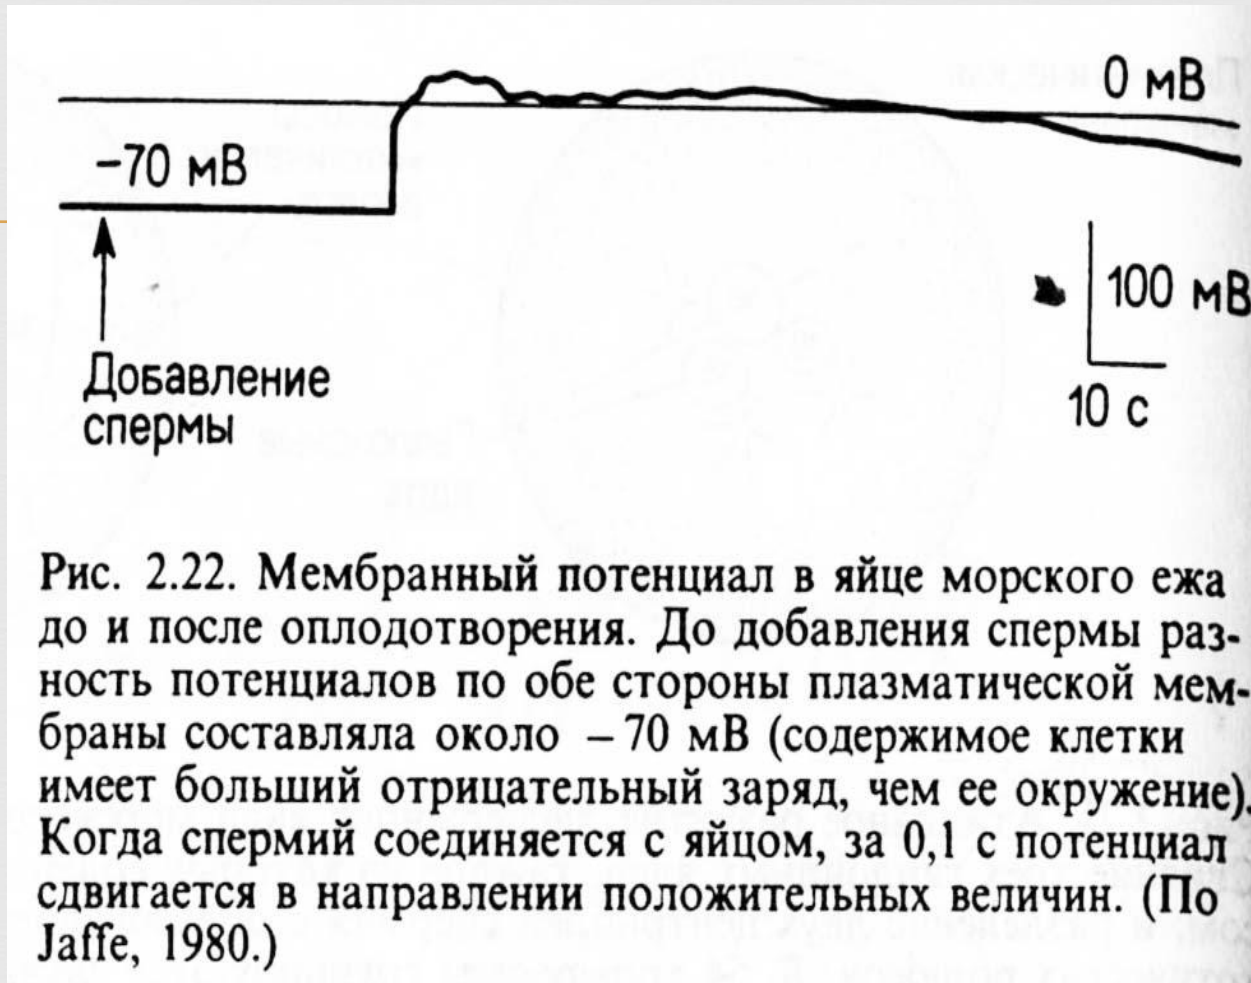 0 мВ
−70 мВ
100 мВ
Добавление
спермы
10 с
Рис. 2.22. Мембранный потенциал в яйце морского ежа
до и после оплодотворения. До добавления спермы раз-
ность потенциалов по обе стороны плазматической мем-
браны составляла около −70 мВ (содержимое клетки
имеет больший отрицательный заряд, чем ее окружение).
Когда спермий соединяется с яйцом, за 0,1 с потенциал
сдвигается в направлении положительных величин. (По
Jaffe, 1980.)